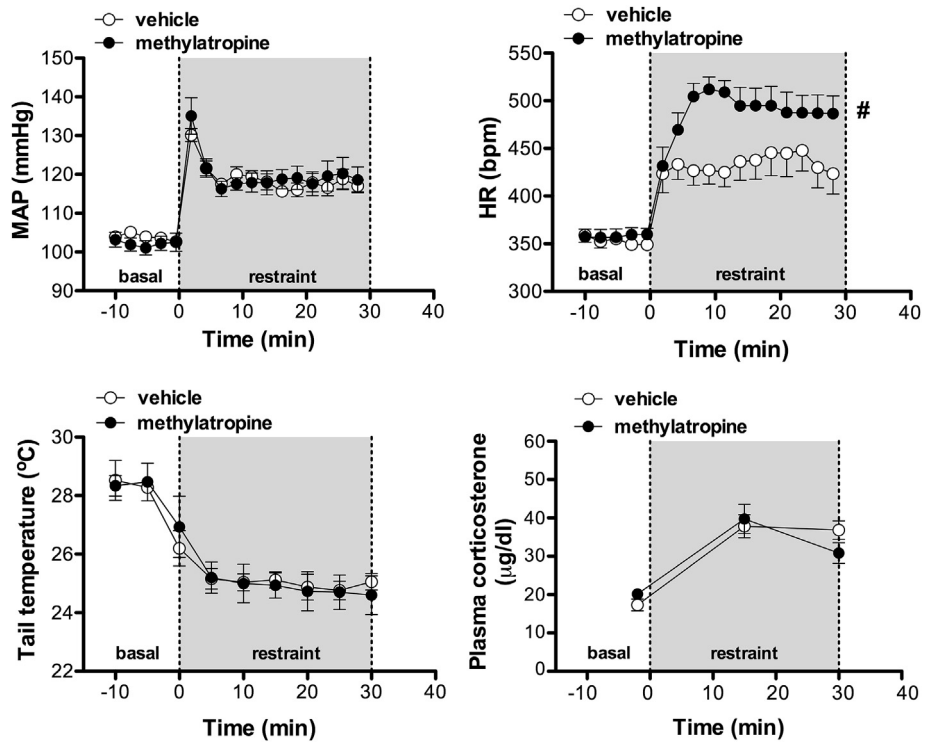 vehicle
methylatropine
MAP (mmHg)
150
140
130
120
110
100
90
basal
restraint
-10
0
10
20
30
40
Time (min)
vehicle
methylatropine
HR (bpm)
550
500
450
400
350
300
#
basal
restraint
-10
0
10
20
30
40
Time (min)
vehicle
methylatropine
Tail temperature (ºC)
30
28
26
24
22
basal
restraint
-10
0
10
20
30
40
Time (min)
vehicle
methylatropine
Plasma corticosterone
(μg/dl)
60
50
40
30
20
10
0
basal
restraint
-10
0
10
20
30
40
Time (min)